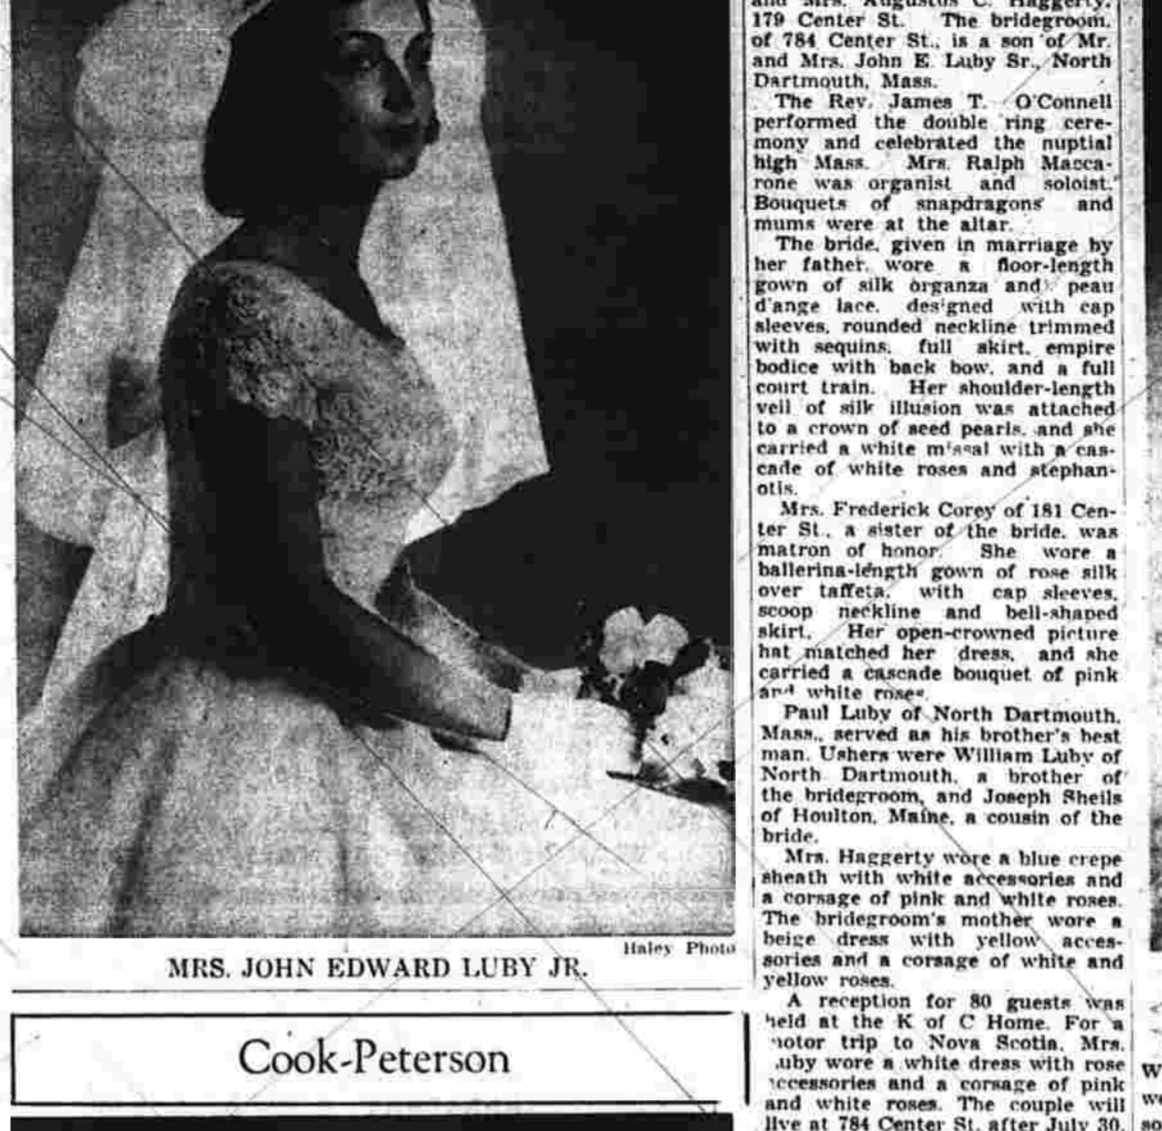 Haley Photo
MRS. JOHN EDWARD LUBY JR.
Cook-Peterson
and Mrs. Augustus C. Haggerty,
179 Center St. The bridegroom,
of 784 Center St., is a son of Mr.
and Mrs. John E. Luby Sr., North
Dartmouth, Mass.
The Rev. James T. O'Connell
performed the double ring cere-
mony and celebrated the nuptial
high Mass. Mrs. Ralph Macca-
rone was organist and soloist.
Bouquets of snapdragons and
mums were at the altar.
The bride, given in marriage by
her father, wore a floor-length
gown of silk organza and peau
d'ange lace, designed with cap
sleeves, rounded neckline trimmed
with sequins, full skirt, empire
bodice with back bow, and a full
court train. Her shoulder-length
veil of silk illusion was attached
to a crown of seed pearls, and she
carried a white missal with a cas-
cade of white roses and stephan-
otis.
Mrs. Frederick Corey of 181 Cen-
ter St., a sister of the bride, was
matron of honor. She wore a
ballerina-length gown of rose silk
over taffeta, with cap sleeves,
scoop neckline and bell-shaped
skirt. Her open-crowned picture
hat matched her dress, and she
carried a cascade bouquet of pink
and white roses.
Paul Luby of North Dartmouth,
Mass., served as his brother's best
man. Ushers were William Luby of
North Dartmouth, a brother of
the bridegroom, and Joseph Sheils
of Houlton, Maine, a cousin of the
bride.
Mrs. Haggerty wore a blue crepe
sheath with white accessories and
a corsage of pink and white roses.
The bridegroom's mother wore a
beige dress with yellow acces-
sories and a corsage of white and
yellow roses.
A reception for 80 guests was
held at the K of C Home. For a
motor trip to Nova Scotia, Mrs.
Luby wore a white dress with rose
accessories and a corsage of pink
and white roses. The couple will
live at 784 Center St. after July 30.